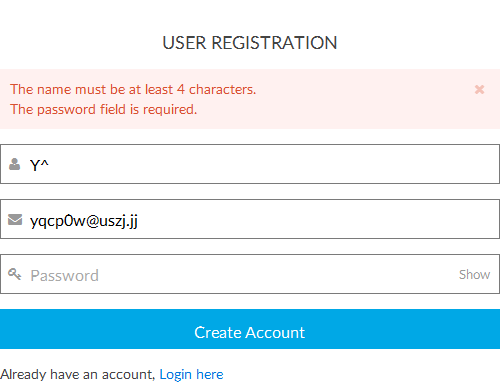 USER REGISTRATION
The name must be at least 4 characters.
The password field is required.
Y^
yqcp0w@uszj.jj
Password Show
Create Account
Already have an account, Login here